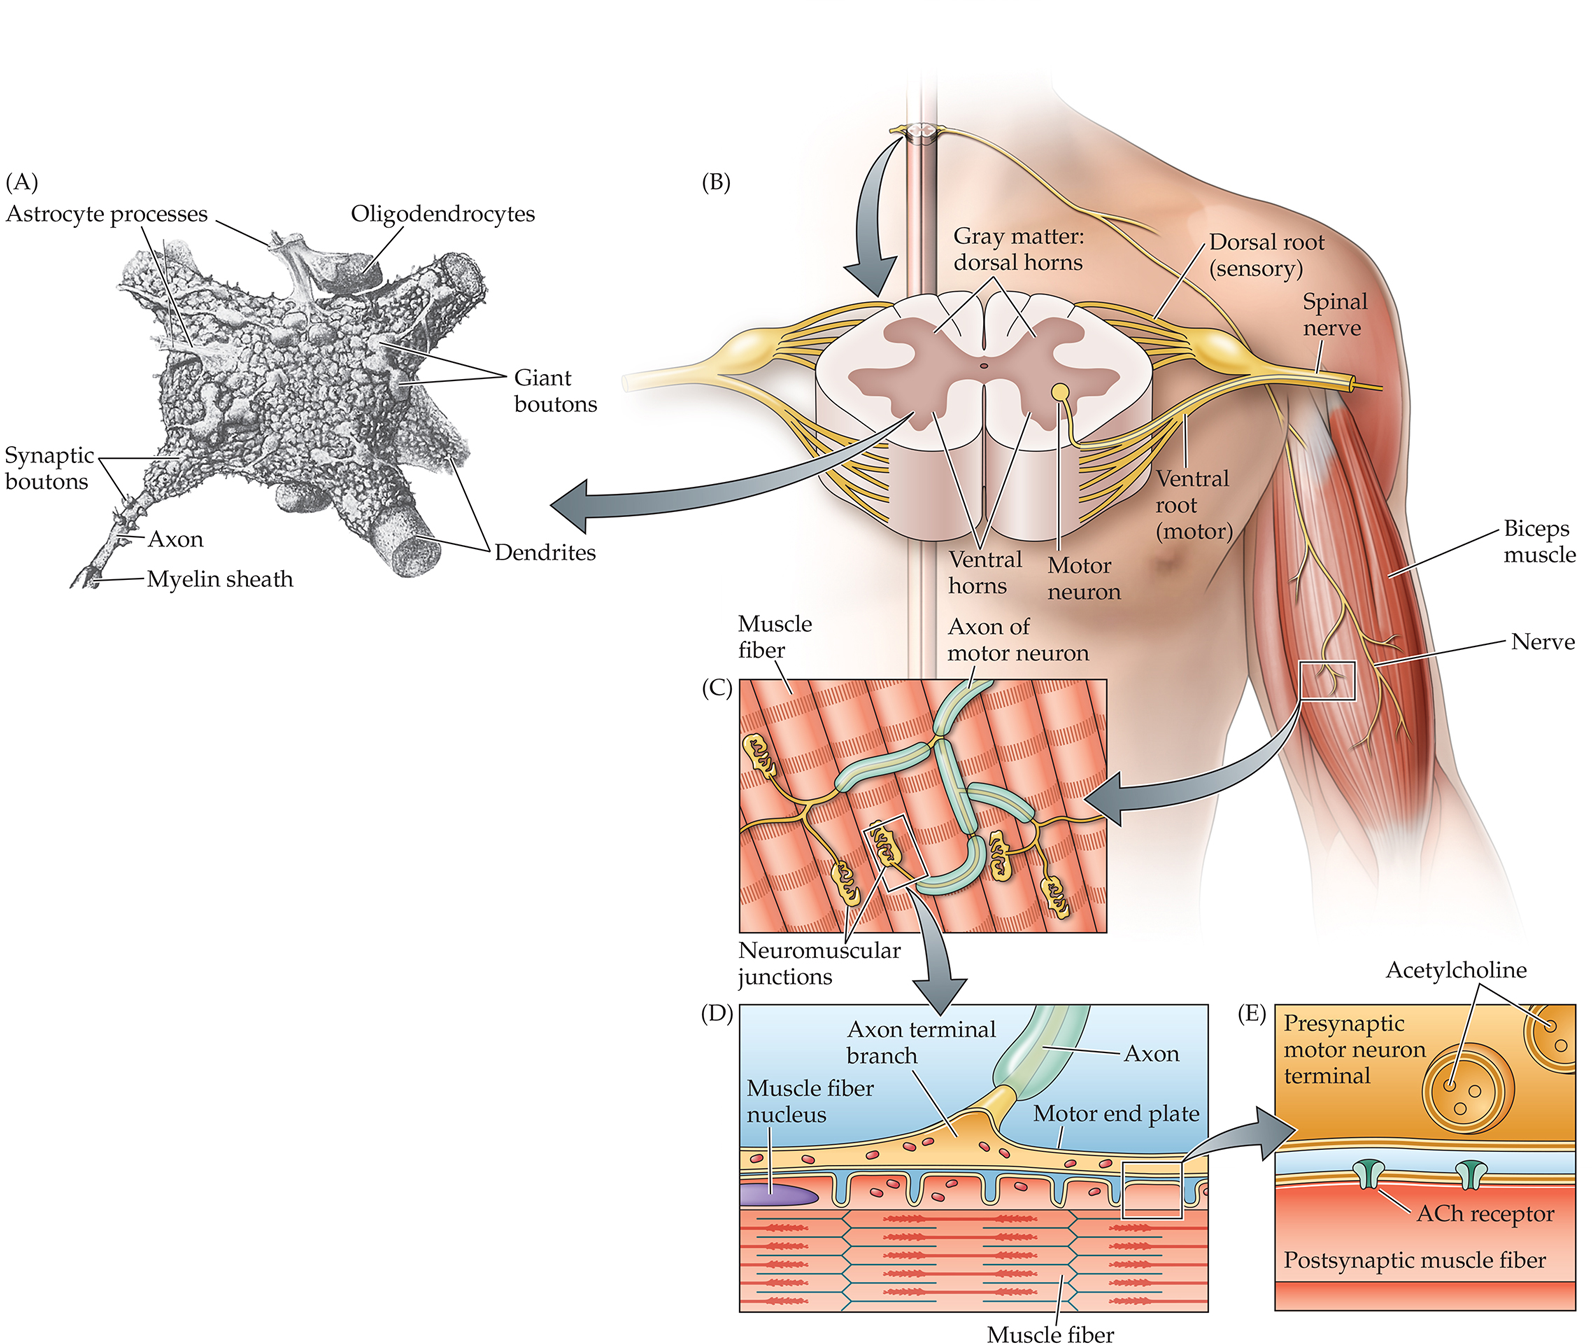 (A)
Astrocyte processes
Oligodendrocytes
Giant
boutons
Synaptic
boutons
Axon
Myelin sheath
Dendrites
(B)
Gray matter:
dorsal horns
Dorsal root
(sensory)
Spinal
nerve
Ventral
root
(motor)
Ventral
horns
Motor
neuron
Biceps
muscle
Nerve
Muscle
fiber
Axon of
motor neuron
(C)
Neuromuscular
junctions
(D)
Axon terminal
branch
Axon
Muscle fiber
nucleus
Motor end plate
Muscle fiber
Acetylcholine
(E)
Presynaptic
motor neuron
terminal
ACh receptor
Postsynaptic muscle fiber